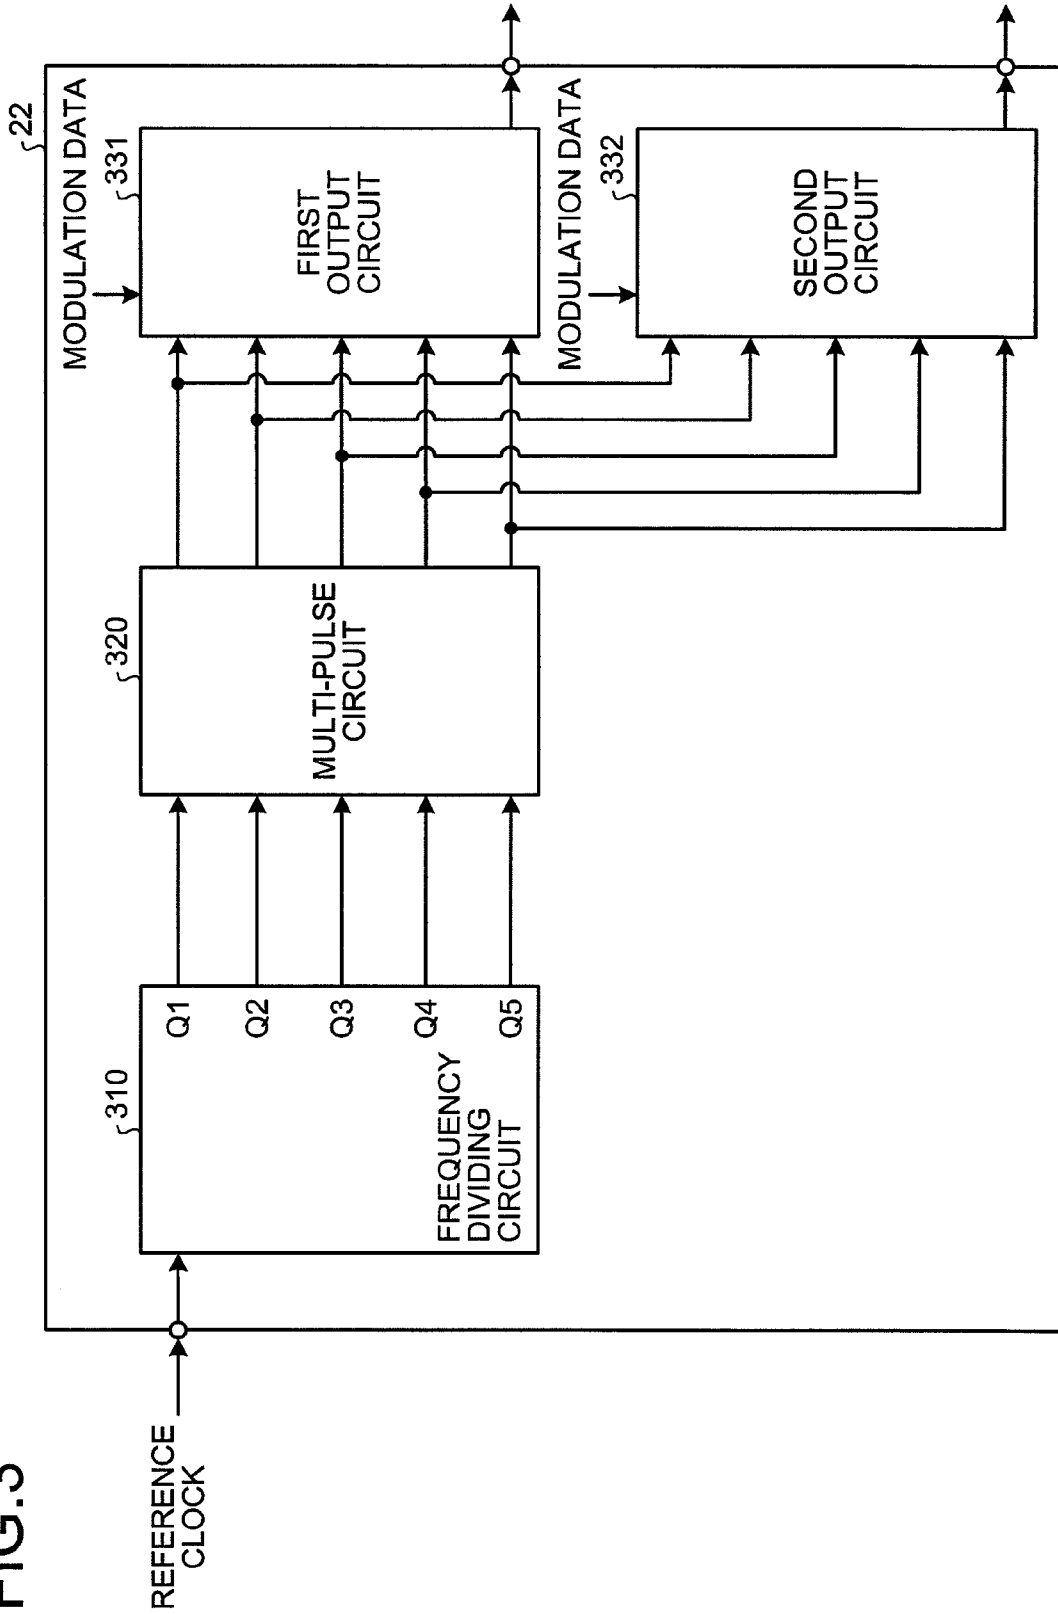 FIG.3
22
REFERENCE
CLOCK
310
FREQUENCY
DIVIDING
CIRCUIT
Q1
Q2
Q3
Q4
Q5
320
MULTI-PULSE
CIRCUIT
MODULATION DATA
331
FIRST
OUTPUT
CIRCUIT
MODULATION DATA
332
SECOND
OUTPUT
CIRCUIT